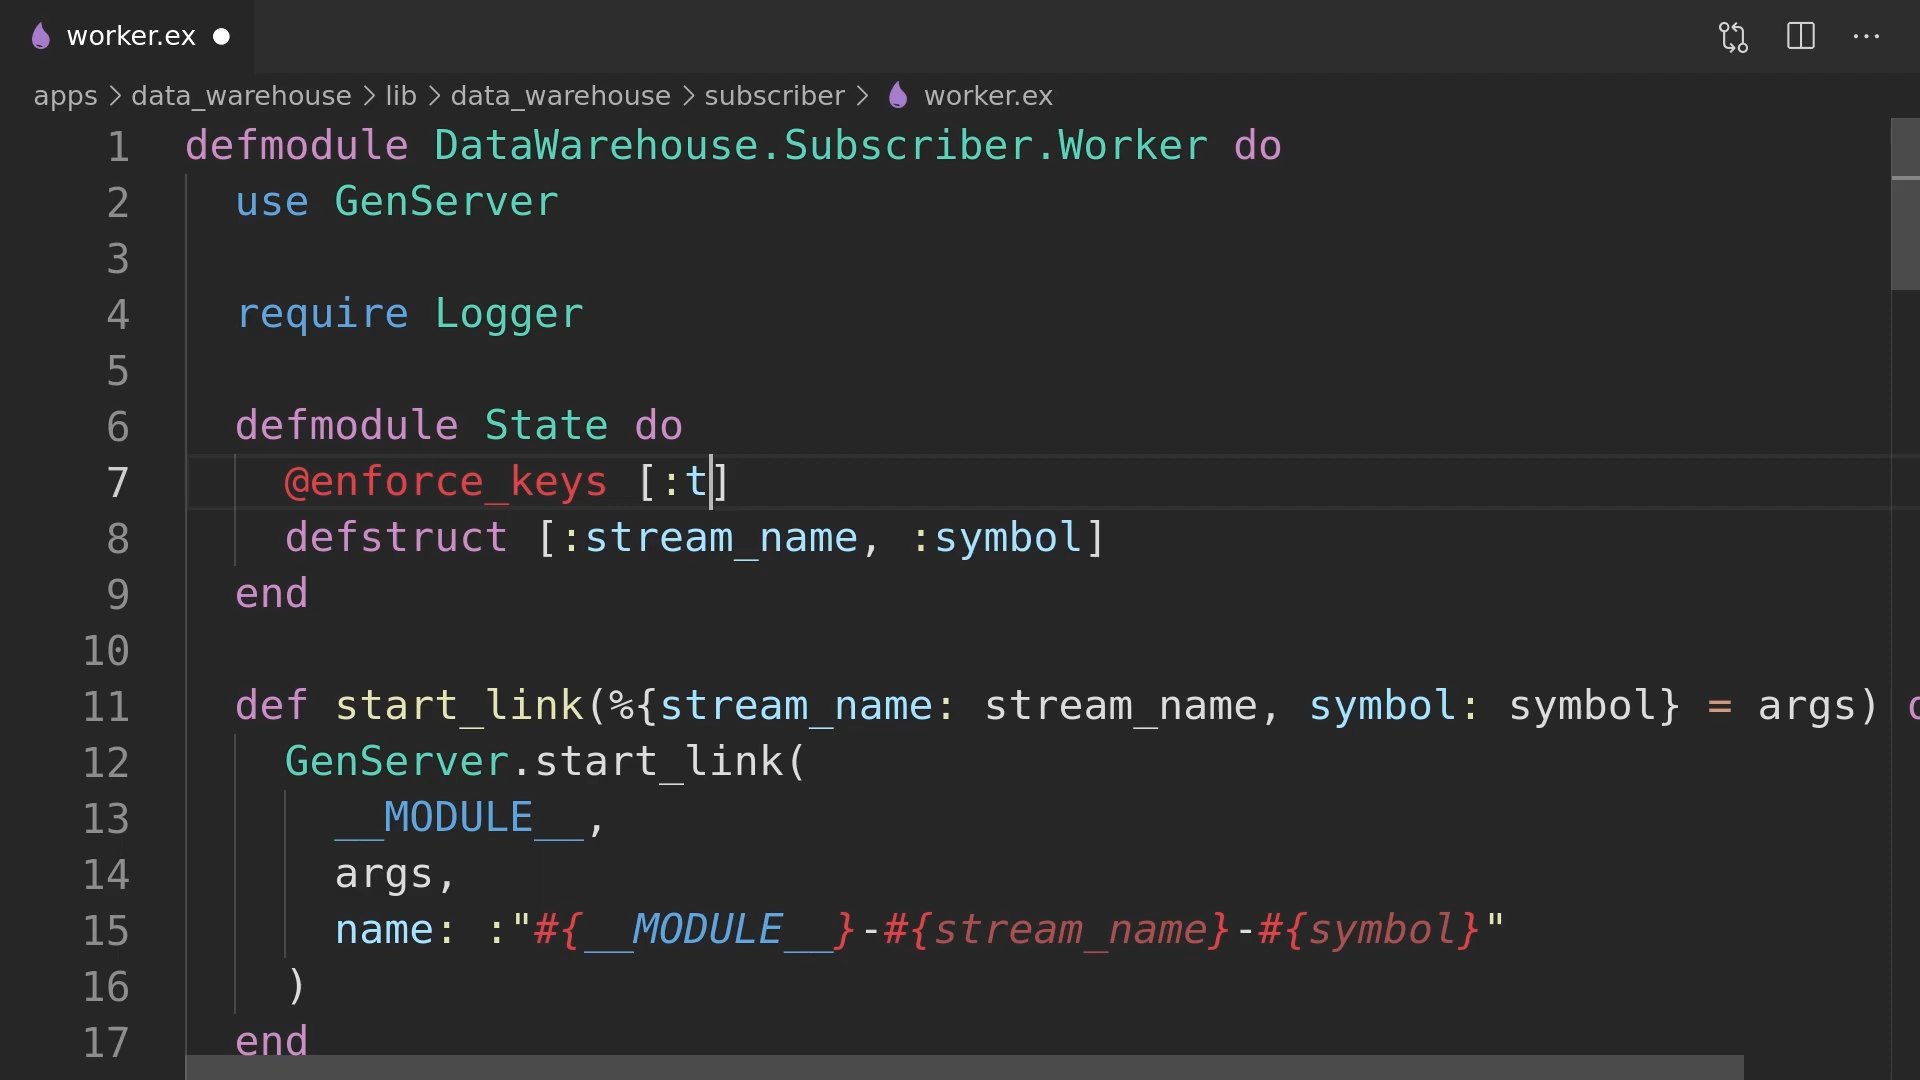 worker.ex
apps > data_warehouse > lib > data_warehouse > subscriber > worker.ex
1 defmodule DataWarehouse.Subscriber.Worker do
2   use GenServer
3
4   require Logger
5
6   defmodule State do
7     @enforce_keys [:t]
8     defstruct [:stream_name, :symbol]
9   end
10
11   def start_link(%{stream_name: stream_name, symbol: symbol} = args)
12     GenServer.start_link(
13       __MODULE__,
14       args,
15       name: :"#{__MODULE__}-#{stream_name}-#{symbol}"
16     )
17   end